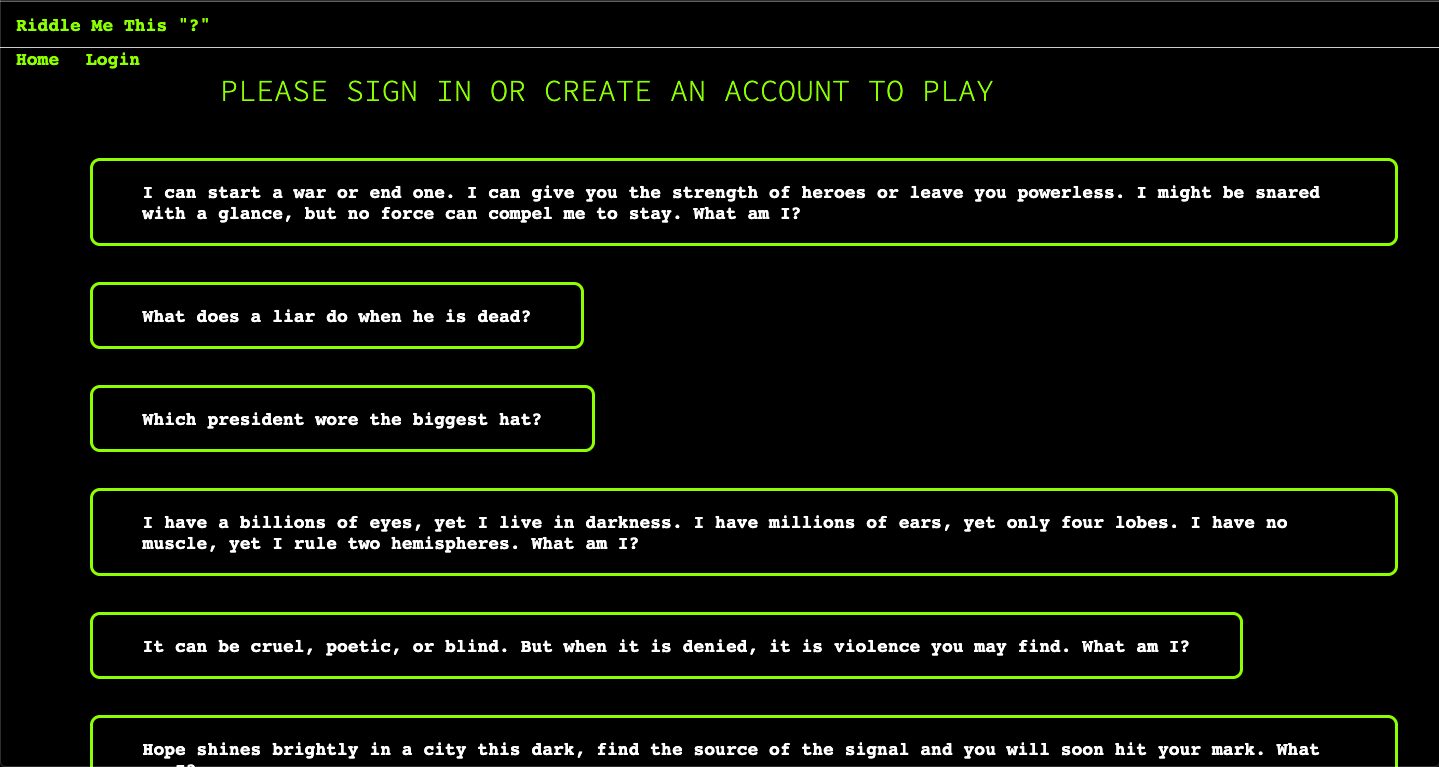 Riddle Me This "?"
Home Login
PLEASE SIGN IN OR CREATE AN ACCOUNT TO PLAY
I can start a war or end one. I can give you the strength of heroes or leave you powerless. I might be snared
with a glance, but no force can compel me to stay. What am I?
What does a liar do when he is dead?
Which president wore the biggest hat?
I have a billions of eyes, yet I live in darkness. I have millions of ears, yet only four lobes. I have no
muscle, yet I rule two hemispheres. What am I?
It can be cruel, poetic, or blind. But when it is denied, it is violence you may find. What am I?
Hope shines brightly in a city this dark, find the source of the signal and you will soon hit your mark. What